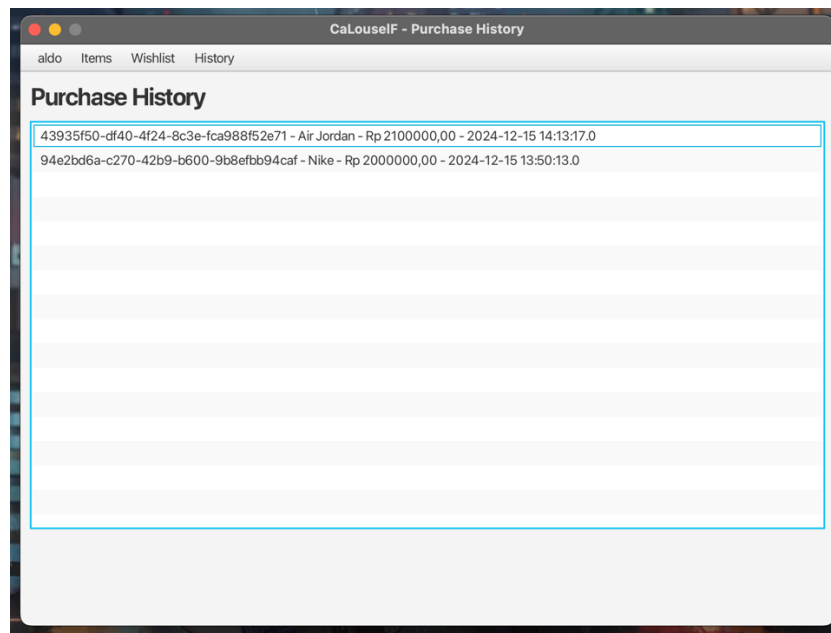 CaLouselF - Purchase History
aldo Items Wishlist History
Purchase History
43935f50-df40-4f24-8c3e-fca988f52e71 - Air Jordan - Rp 2100000,00 - 2024-12-15 14:13:17.0
94e2bd6a-c270-42b9-b600-9b8efbb94caf - Nike - Rp 2000000,00 - 2024-12-15 13:50:13.0